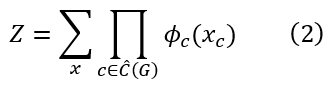 Z = ∑_x ∏_{c∈Ĉ(G)} ϕ_c(x_c) (2)